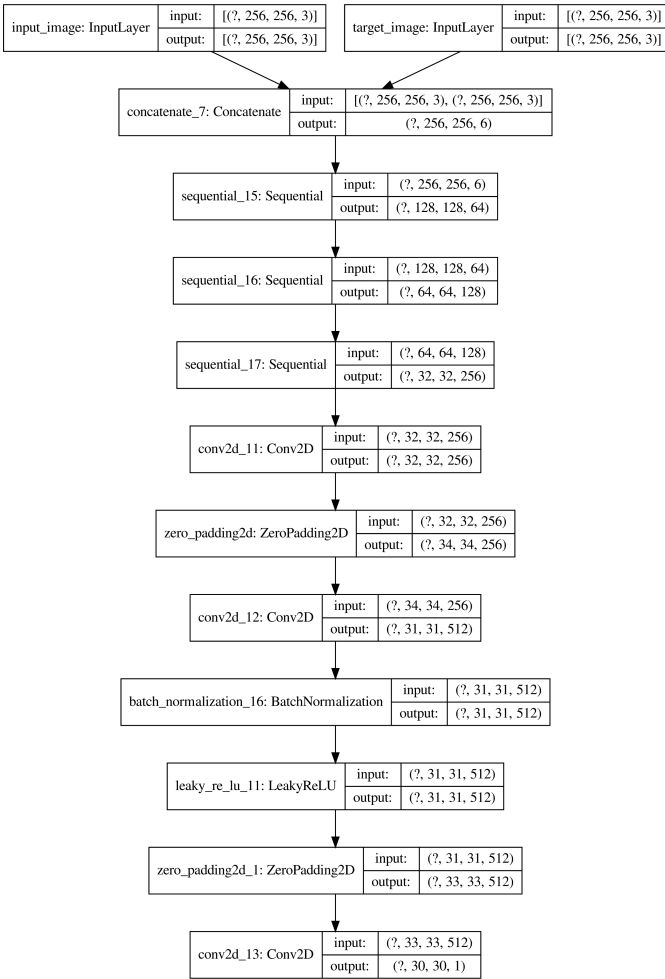 input_image: InputLayer
input: [(?, 256, 256, 3)]
output: [(?, 256, 256, 3)]
target_image: InputLayer
input: [(?, 256, 256, 3)]
output: [(?, 256, 256, 3)]
concatenate_7: Concatenate
input: [(?, 256, 256, 3), (?, 256, 256, 3)]
output: (?, 256, 256, 6)
sequential_15: Sequential
input: (?, 256, 256, 6)
output: (?, 128, 128, 64)
sequential_16: Sequential
input: (?, 128, 128, 64)
output: (?, 64, 64, 128)
sequential_17: Sequential
input: (?, 64, 64, 128)
output: (?, 32, 32, 256)
conv2d_11: Conv2D
input: (?, 32, 32, 256)
output: (?, 32, 32, 256)
zero_padding2d: ZeroPadding2D
input: (?, 32, 32, 256)
output: (?, 34, 34, 256)
conv2d_12: Conv2D
input: (?, 34, 34, 256)
output: (?, 31, 31, 512)
batch_normalization_16: BatchNormalization
input: (?, 31, 31, 512)
output: (?, 31, 31, 512)
leaky_re_lu_11: LeakyReLU
input: (?, 31, 31, 512)
output: (?, 31, 31, 512)
zero_padding2d_1: ZeroPadding2D
input: (?, 31, 31, 512)
output: (?, 33, 33, 512)
conv2d_13: Conv2D
input: (?, 33, 33, 512)
output: (?, 30, 30, 1)